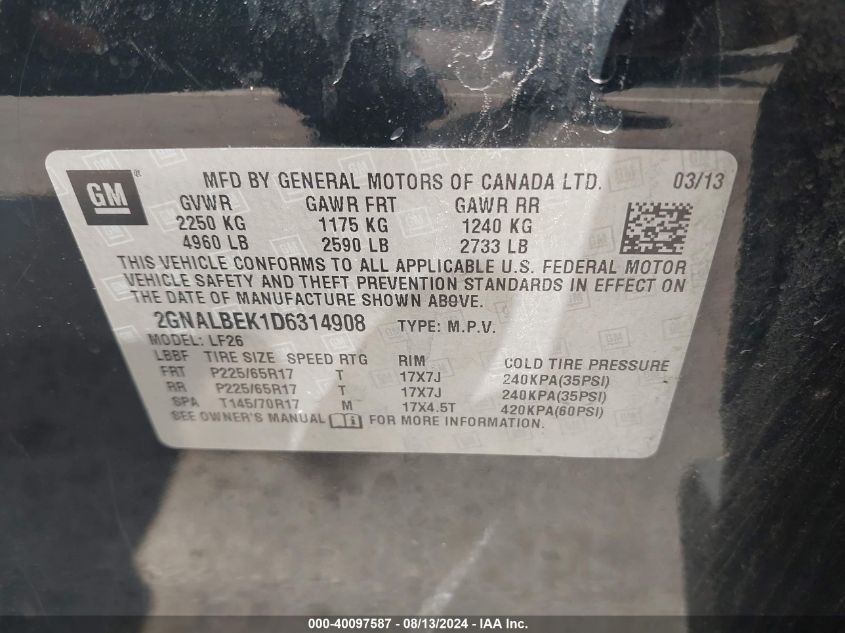 GM ® MFD BY GENERAL MOTORS OF CANADA LTD. 03/13
GVWR GAWR FRT GAWR RR
2250 KG 1175 KG 1240 KG
4960 LB 2590 LB 2733 LB
THIS VEHICLE CONFORMS TO ALL APPLICABLE U.S. FEDERAL MOTOR
VEHICLE SAFETY AND THEFT PREVENTION STANDARDS IN EFFECT ON
THE DATE OF MANUFACTURE SHOWN ABOVE.
2GNALBEK1D6314908 TYPE: M.P.V.
MODEL: LF26
LBBF TIRE SIZE SPEED RTG RIM COLD TIRE PRESSURE
FRT P225/65R17 T 17X7J 240KPA(35PSI)
RR P225/65R17 T 17X7J 240KPA(35PSI)
SPA T145/70R17 M 17X4.5T 420KPA(60PSI)
SEE OWNER'S MANUAL FOR MORE INFORMATION.
000-40097587 - 08/13/2024 - IAA Inc.